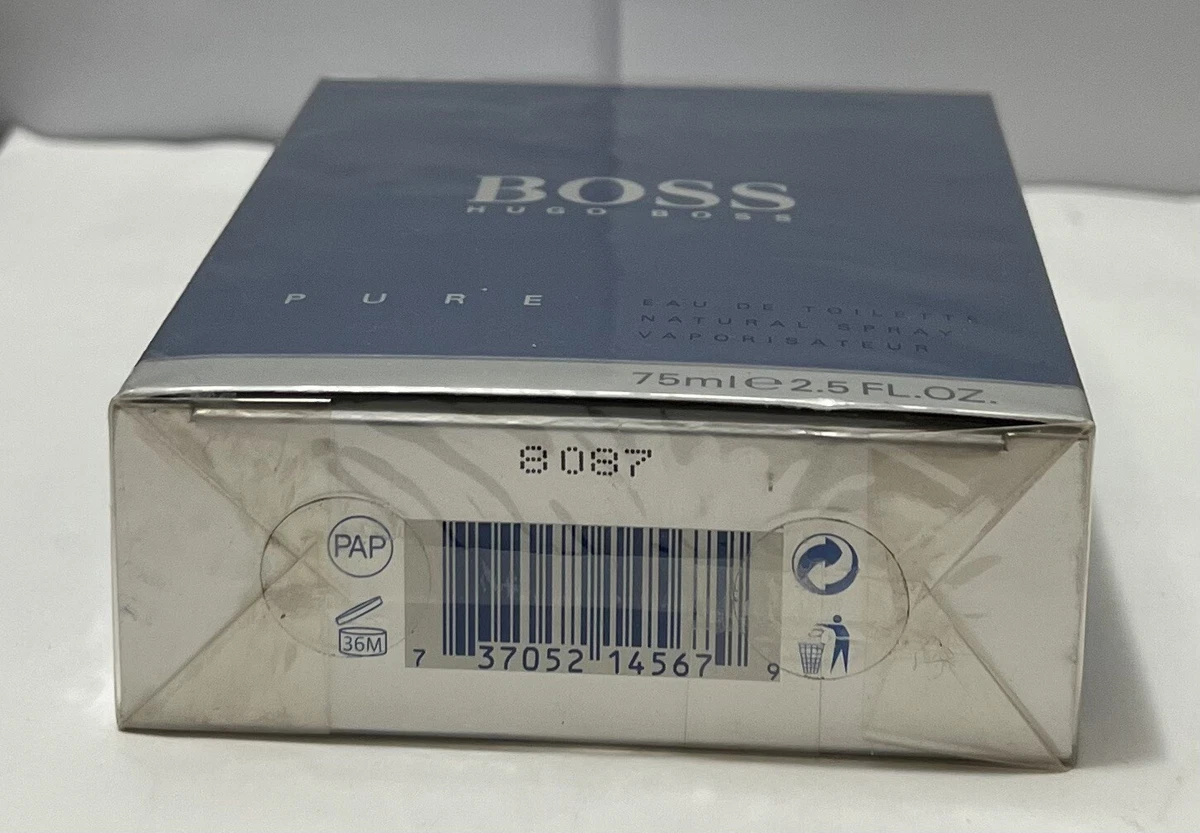 BOSS
HUGO BOSS
PURE
EAU DE TOILETTE
NATURAL SPRAY
VAPORISATEUR
75ml℮2.5 FL.OZ.
8087
PAP
36M
7 37052 14567 9